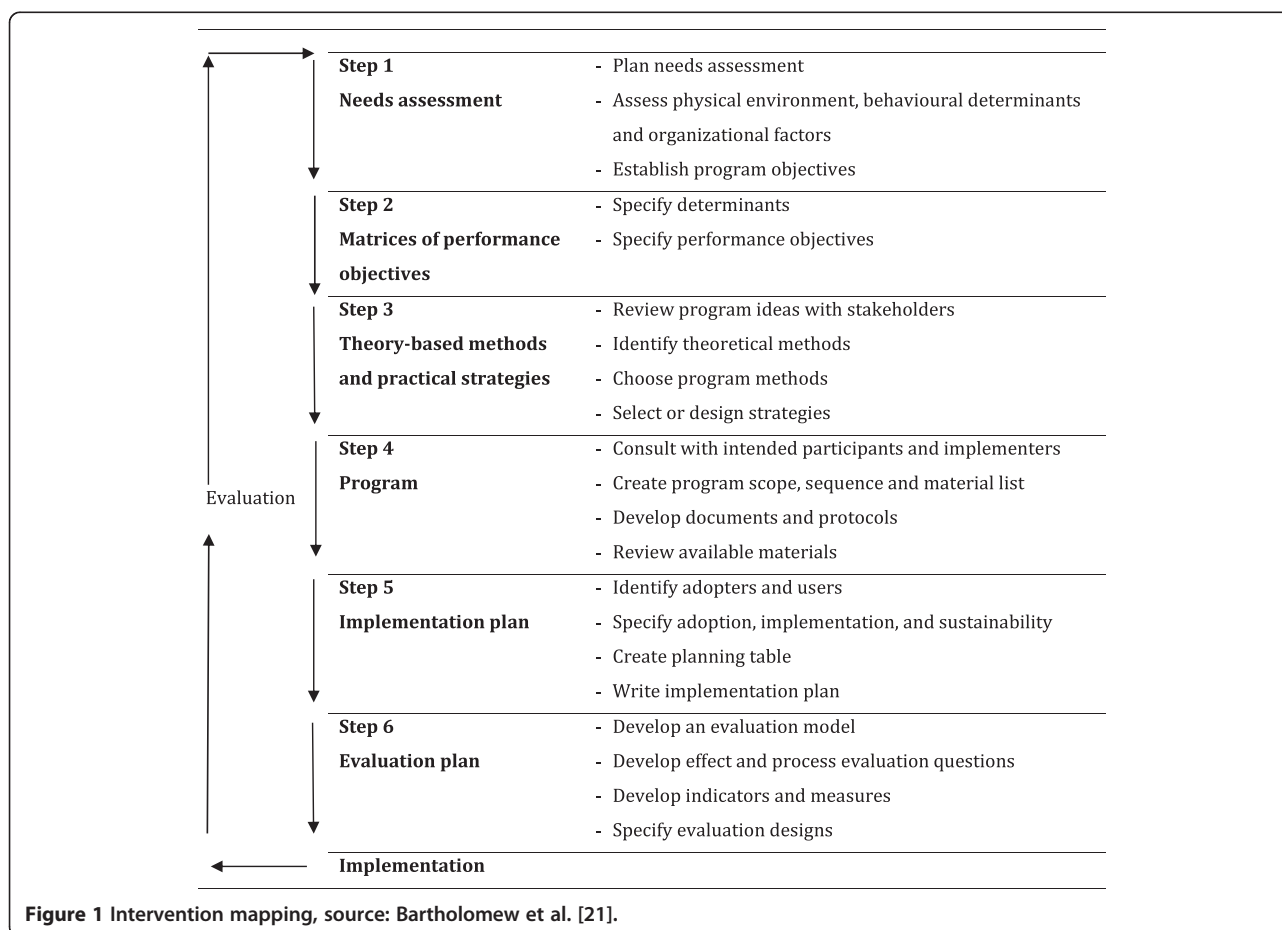 Step 1 - Plan needs assessment
Needs assessment - Assess physical environment, behavioural determinants
and organizational factors
- Establish program objectives
Step 2 - Specify determinants
Matrices of performance - Specify performance objectives
objectives
Step 3 - Review program ideas with stakeholders
Theory-based methods - Identify theoretical methods
and practical strategies - Choose program methods
- Select or design strategies
Step 4 - Consult with intended participants and implementers
Program - Create program scope, sequence and material list
Evaluation
- Develop documents and protocols
- Review available materials
Step 5 - Identify adopters and users
Implementation plan - Specify adoption, implementation, and sustainability
- Create planning table
- Write implementation plan
Step 6 - Develop an evaluation model
Evaluation plan - Develop effect and process evaluation questions
- Develop indicators and measures
- Specify evaluation designs
Implementation
Figure 1 Intervention mapping, source: Bartholomew et al. [21].